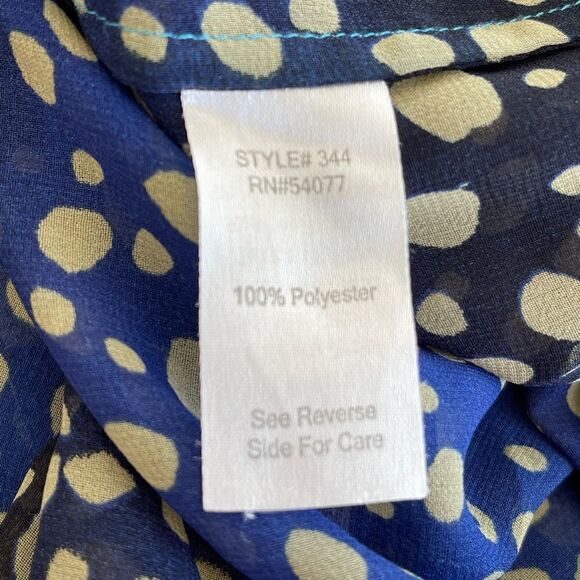 STYLE# 344
RN#54077
100% Polyester
See Reverse
Side For Care